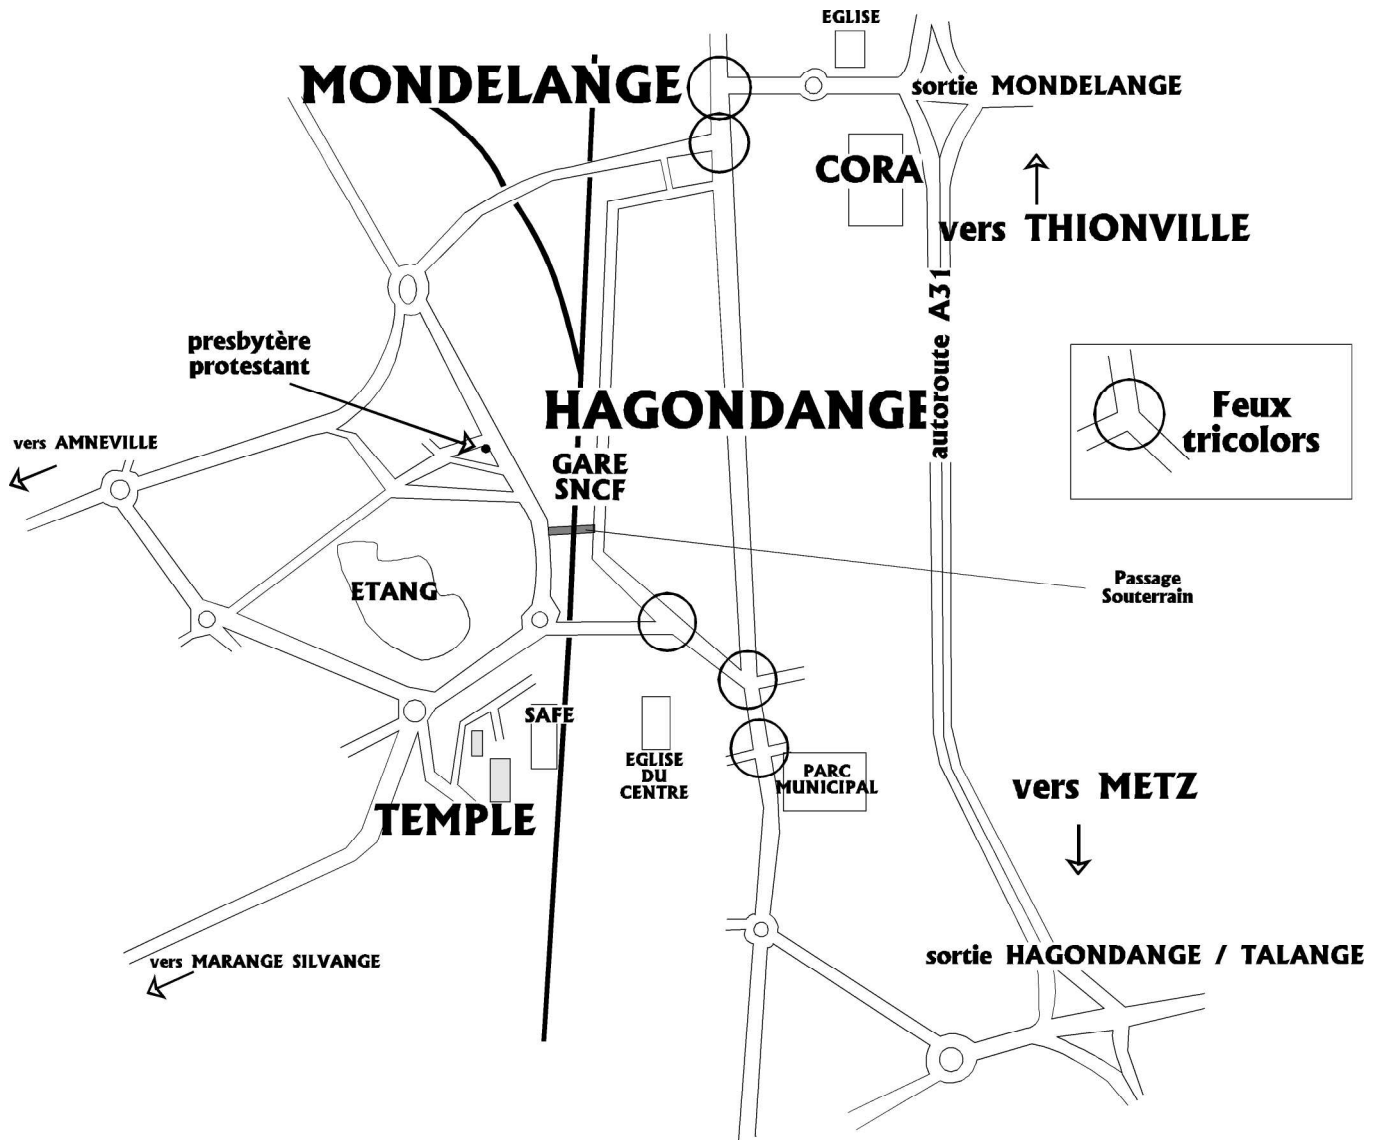 EGLISE
MONDELANGE
sortie MONDELANGE
CORA
vers THIONVILLE
autoroute A31
presbytère
protestant
HAGONDANGE
Feux
tricolors
vers AMNEVILLE
GARE
SNCF
Passage
Souterrain
ETANG
SAFE
EGLISE
DU
CENTRE
PARC
MUNICIPAL
vers METZ
TEMPLE
sortie HAGONDANGE / TALANGE
vers MARANGE SILVANGE